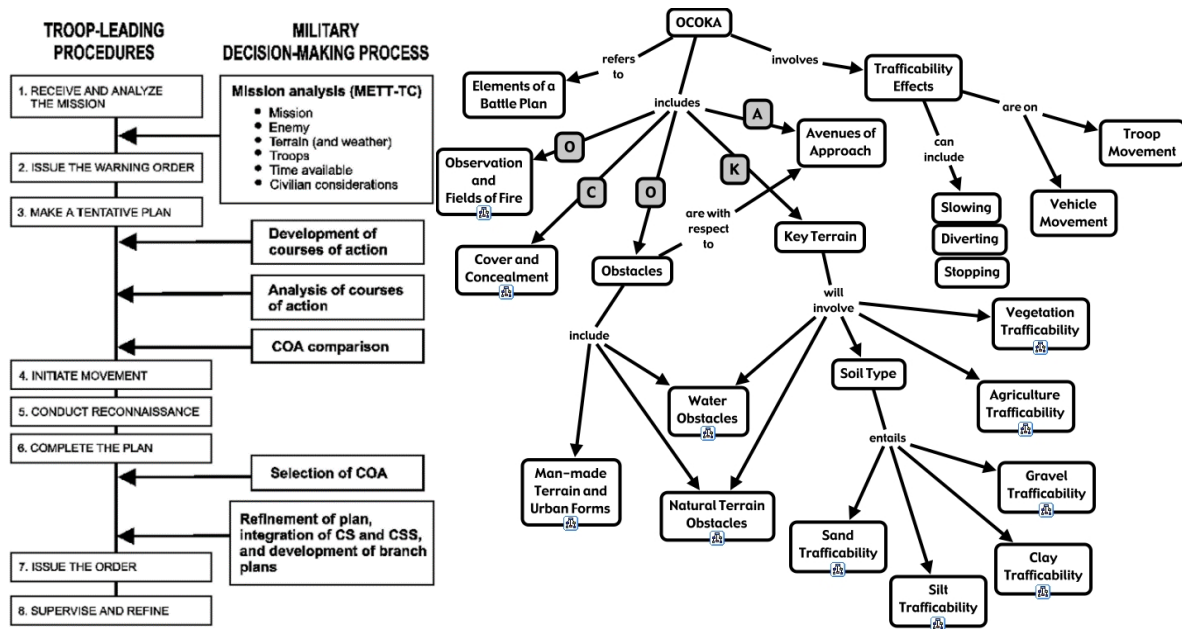 TROOP-LEADING
PROCEDURES
MILITARY
DECISION-MAKING PROCESS
1. RECEIVE AND ANALYZE
THE MISSION
Mission analysis (METT-TC)
• Mission
• Enemy
• Terrain (and weather)
• Troops
• Time available
• Civilian considerations
2. ISSUE THE WARNING ORDER
3. MAKE A TENTATIVE PLAN
Development of
courses of action
Analysis of courses
of action
COA comparison
4. INITIATE MOVEMENT
5. CONDUCT RECONNAISSANCE
6. COMPLETE THE PLAN
Selection of COA
Refinement of plan,
integration of CS and CSS,
and development of branch
plans
7. ISSUE THE ORDER
8. SUPERVISE AND REFINE
OCOKA
refers
to
Elements of a
Battle Plan
includes
involves
Trafficability
Effects
are on
Troop
Movement
Vehicle
Movement
can
include
Slowing
Diverting
Stopping
A
Avenues of
Approach
O
Observation and
Fields of Fire
C
Cover and
Concealment
O
Obstacles
K
Key Terrain
are with
respect
to
include
Man-made
Terrain and
Urban Forms
Water
Obstacles
Natural Terrain
Obstacles
will
involve
Vegetation
Trafficability
Agriculture
Trafficability
Soil Type
entails
Gravel
Trafficability
Clay
Trafficability
Silt
Trafficability
Sand
Trafficability